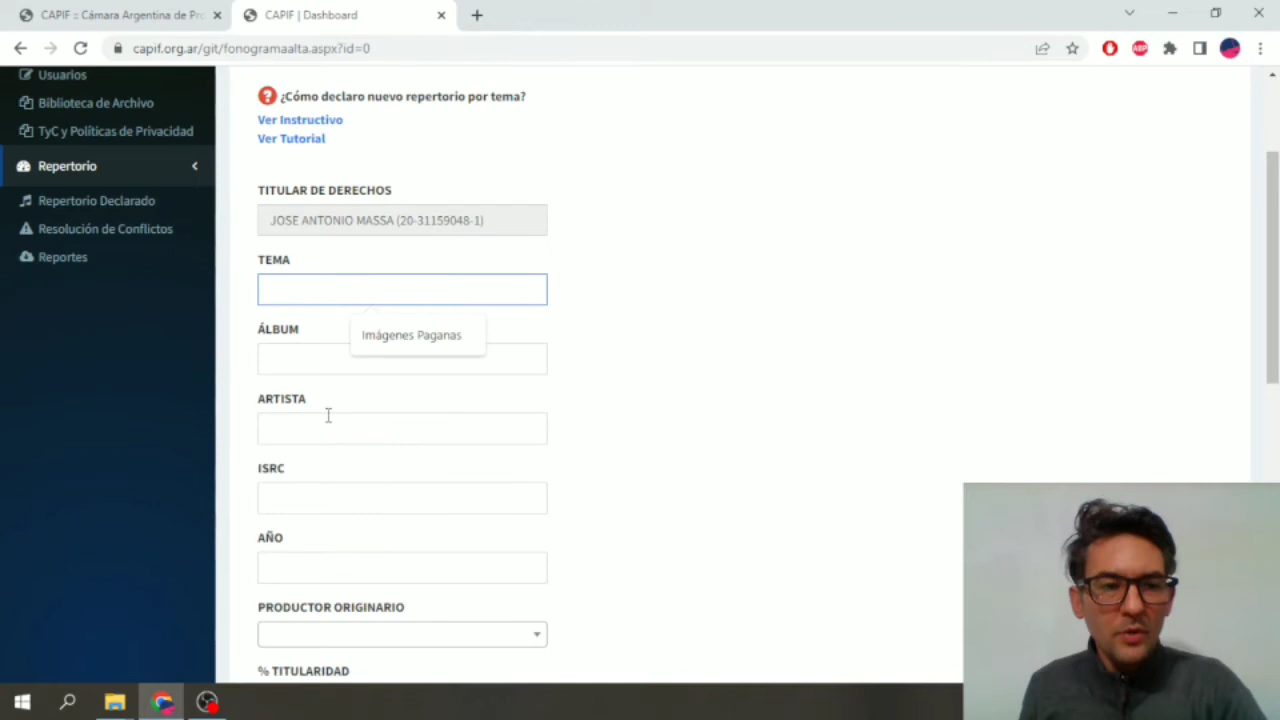 CAPIF :: Cámara Argentina de Pro
CAPIF | Dashboard
capif.org.ar/git/fonogramaalta.aspx?id=0
ABP
Usuarios
Biblioteca de Archivo
TyC y Políticas de Privacidad
Repertorio
Repertorio Declarado
Resolución de Conflictos
Reportes
¿Cómo declaro nuevo repertorio por tema?
Ver Instructivo
Ver Tutorial
TITULAR DE DERECHOS
JOSE ANTONIO MASSA (20-31159048-1)
TEMA
Imágenes Paganas
ÁLBUM
ARTISTA
ISRC
AÑO
PRODUCTOR ORIGINARIO
% TITULARIDAD